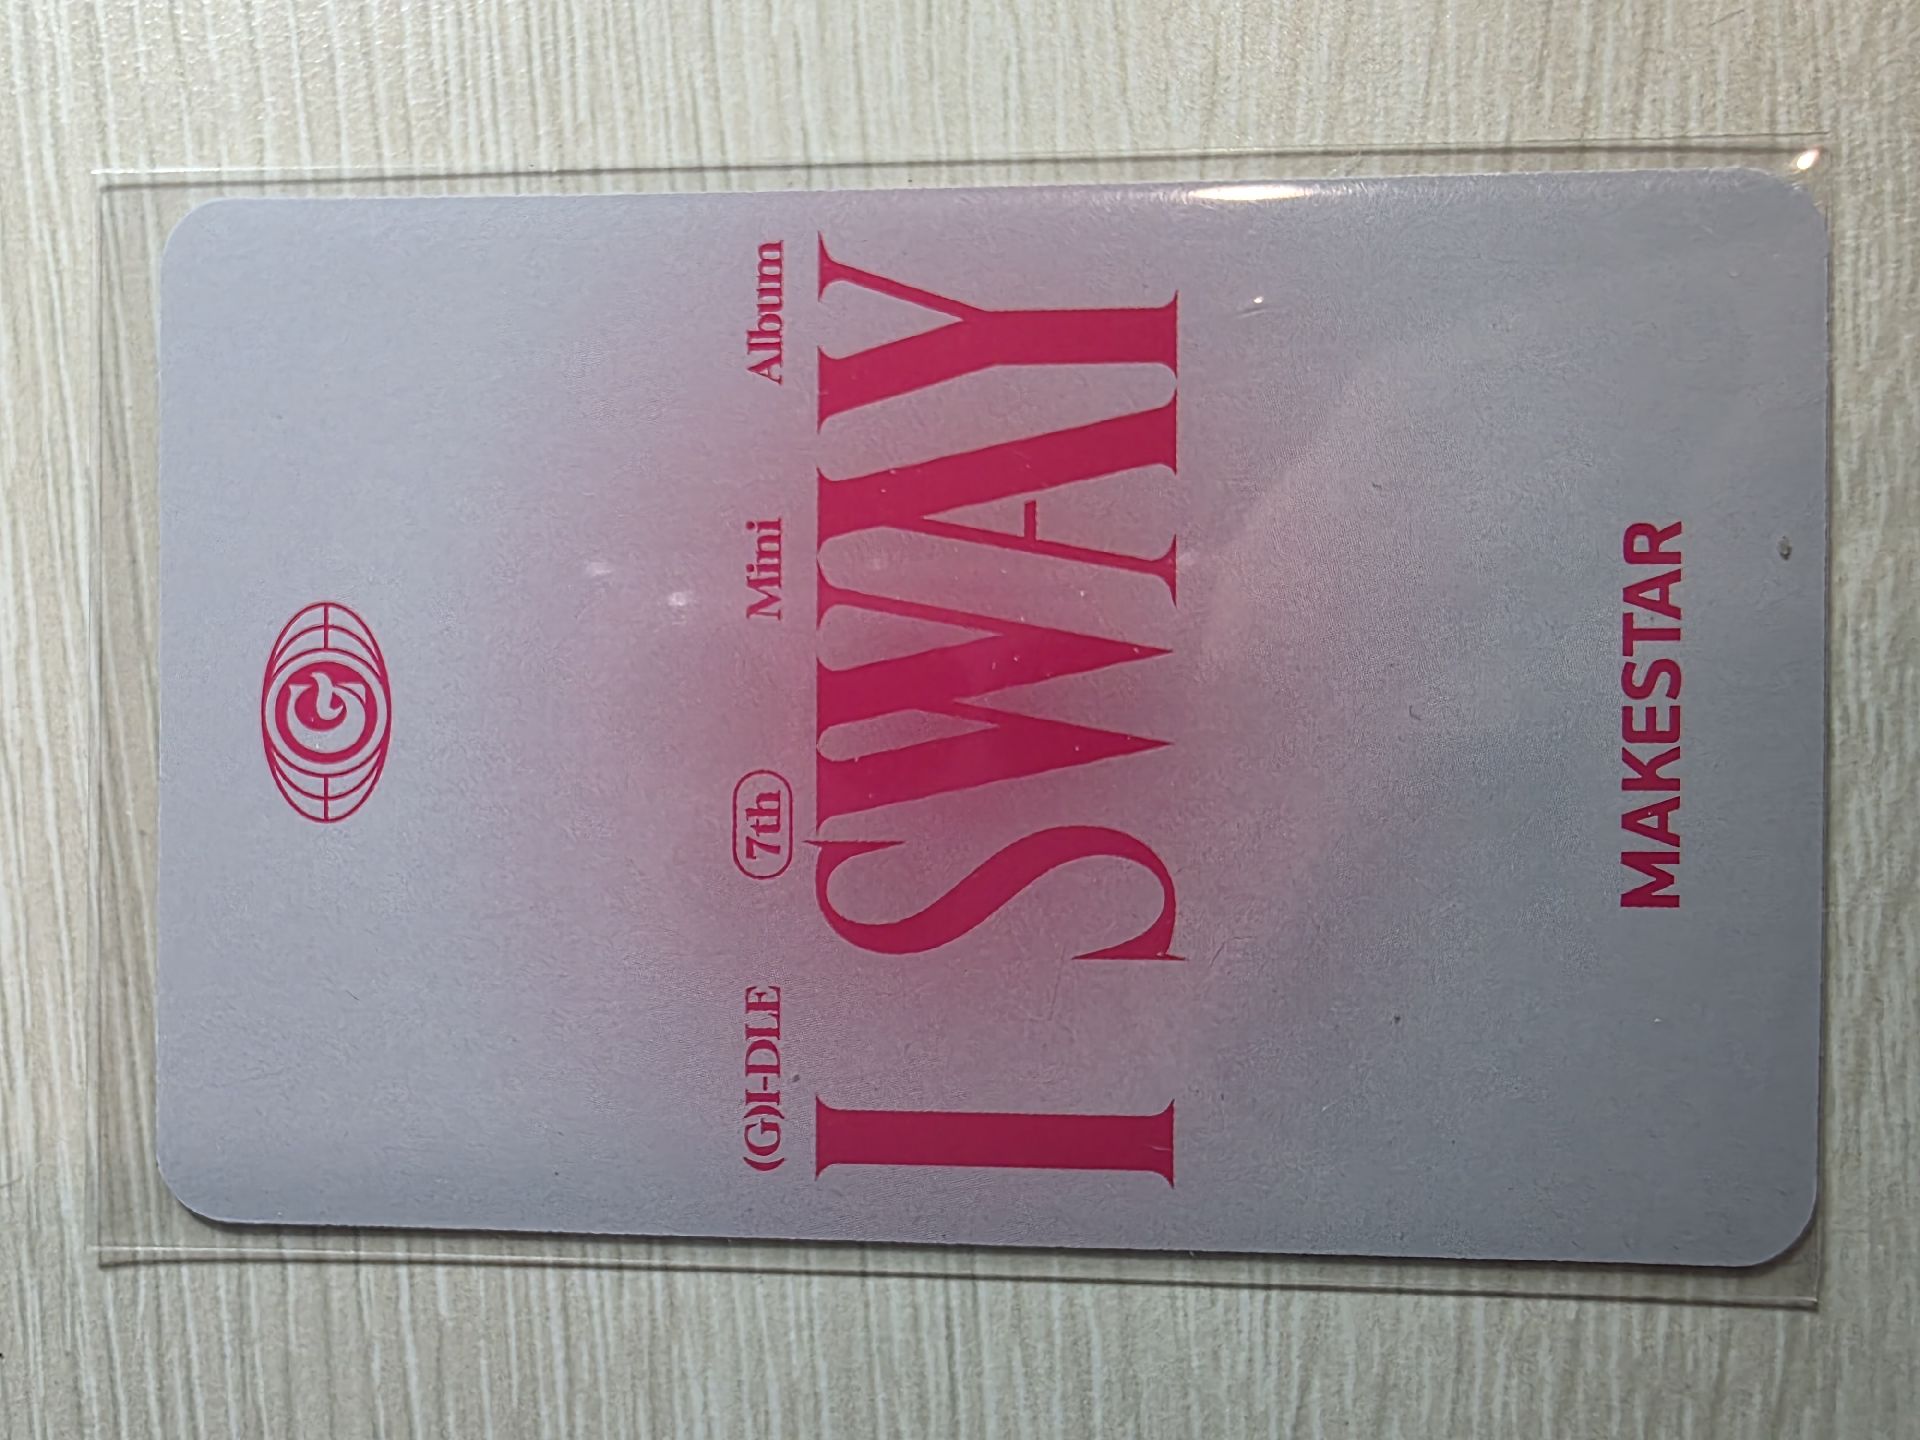 G
(G)I-DLE 7th Mini Album
I SWAY
MAKESTAR